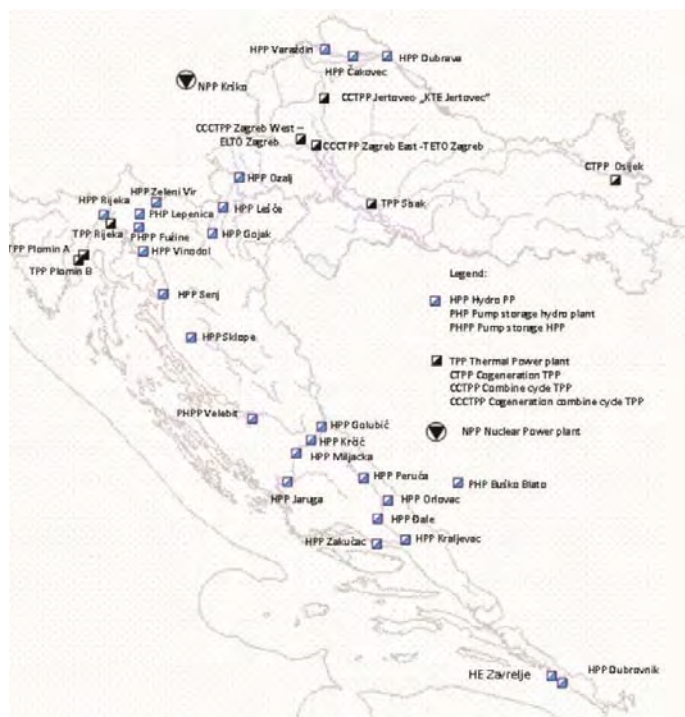 HPP Varaždin
HPP Čakovec
HPP Dubrava
NPP Krško
CCTPP Jertovec- „KTE Jertovec"
CCCTPP Zagreb West –
ELTO Zagreb
CCCTPP Zagreb East -TETO Zagreb
CTPP Osijek
HPP Ozalj
HPP Zeleni Vir
HPP Rijeka
PHP Lepenica
HPP Lešće
TPP Sisak
TPP Rijeka
PHPP Fužine
HPP Gojak
TPP Plomin A
HPP Vinodol
TPP Plomin B
Legend:
HPP Senj
HPP Hydro PP
PHP Pump storage hydro plant
PHPP Pump storage HPP
HPP Sklope
TPP Thermal Power plant
CTPP Cogeneration TPP
CCTPP Combine cycle TPP
CCCTPP Cogeneration combine cycle TPP
PHPP Velebit
HPP Golubić
NPP Nuclear Power plant
HPP Krčić
HPP Miljacka
HPP Peruća
PHP Buško Blato
HPP Jaruga
HPP Orlovac
HPP Đale
HPP Zakučac
HPP Kraljevac
HE Zavrelje
HPP Dubrovnik